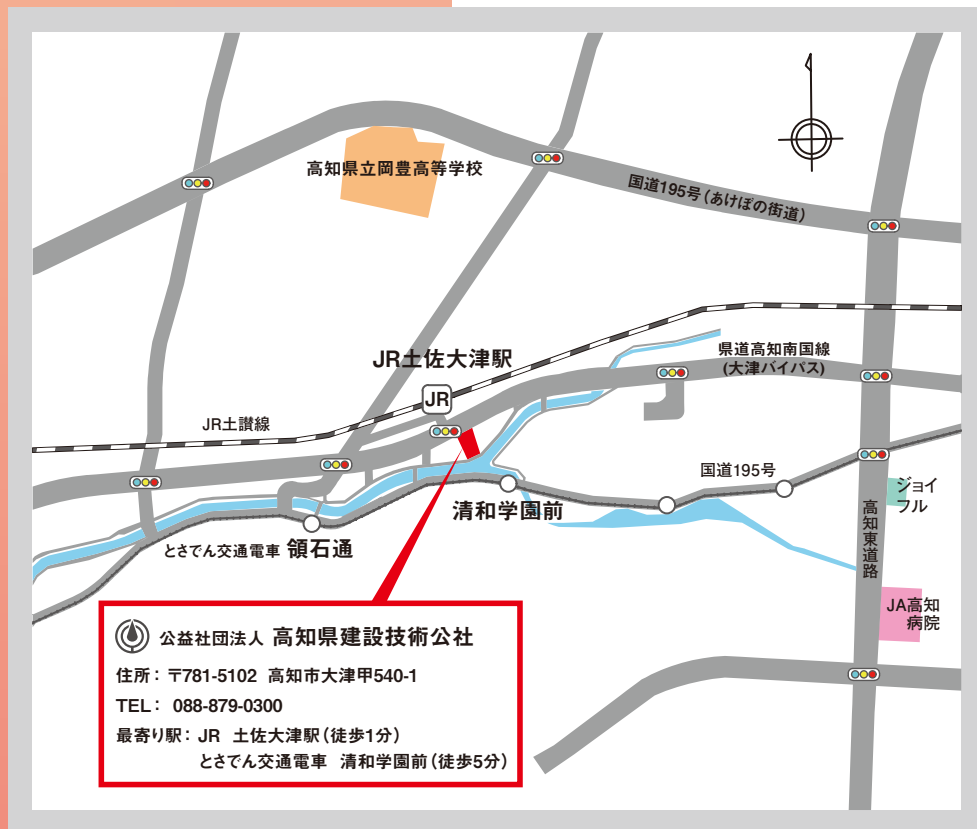 高知県立岡豊高等学校
国道195号（あけぼの街道）
JR土佐大津駅
JR
県道高知南国線
(大津バイパス)
JR土讃線
国道195号
清和学園前
とさでん交通電車 領石通
ジョイ
フル
高知東道路
JA高知
病院
公益社団法人 高知県建設技術公社
住所：〒781-5102 高知市大津甲540-1
TEL： 088-879-0300
最寄り駅：JR 土佐大津駅（徒歩1分）
とさでん交通電車 清和学園前（徒歩5分）